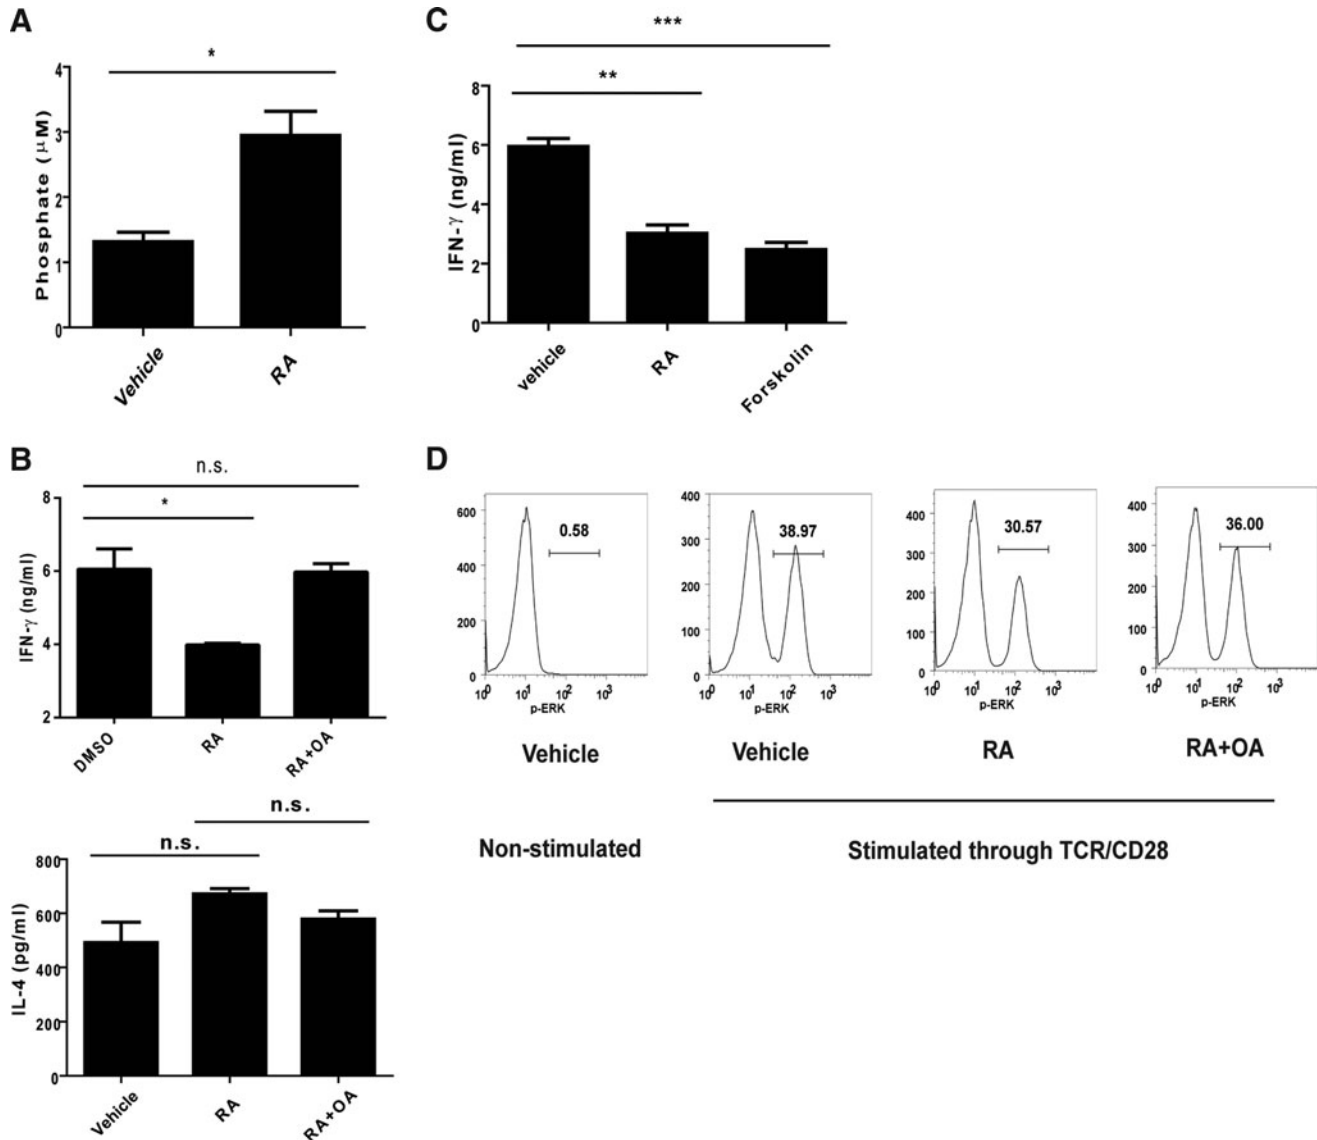 A
*
Phosphate (μM)
4
3
2
1
0
Vehicle
RA
C
***
**
IFN-γ (ng/ml)
8
6
4
2
0
vehicle
RA
Forskolin
B
n.s.
*
IFN-γ (ng/ml)
8
6
4
2
DMSO
RA
RA+OA
n.s.
n.s.
IL-4 (pg/ml)
800
600
400
200
0
Vehicle
RA
RA+OA
D
600
400
200
0
0.58
10⁰ 10¹ 10² 10³
p-ERK
Vehicle
400
300
200
100
0
38.97
10⁰ 10¹ 10² 10³
p-ERK
Vehicle
400
300
200
100
0
30.57
10⁰ 10¹ 10² 10³
p-ERK
RA
400
300
200
100
0
36.00
10⁰ 10¹ 10² 10³
p-ERK
RA+OA
Non-stimulated
Stimulated through TCR/CD28